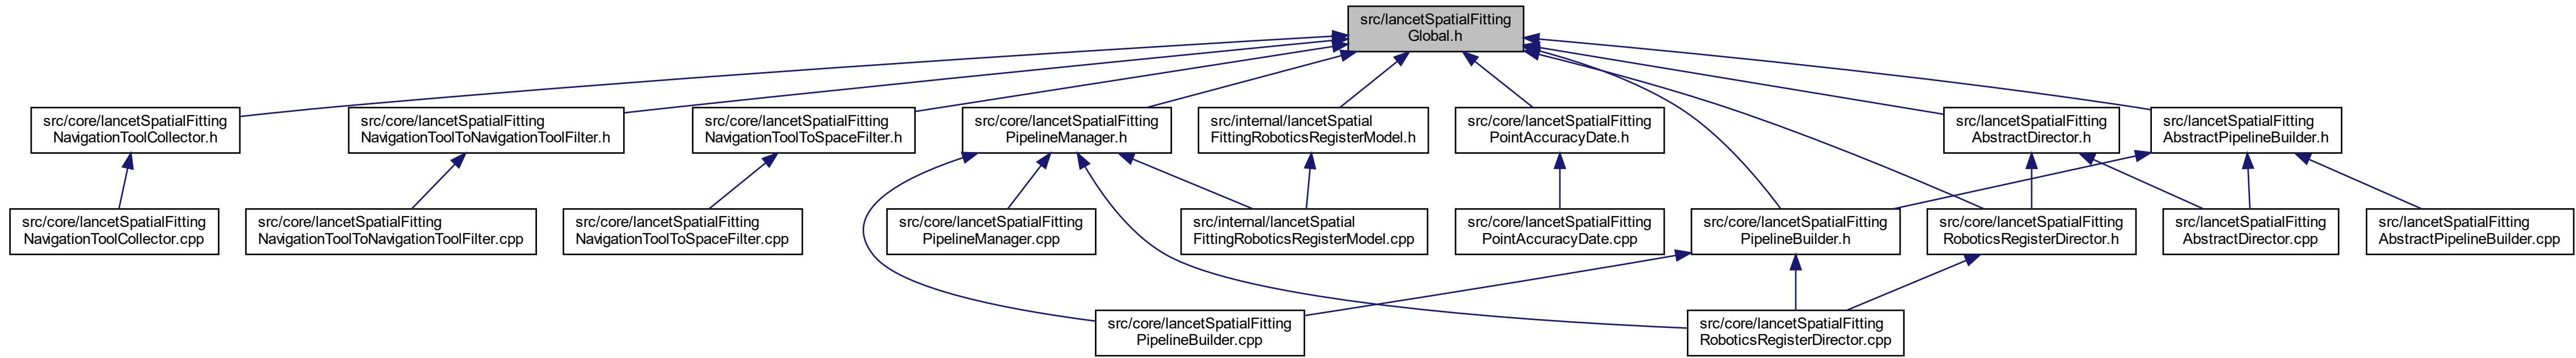 src/lancetSpatialFitting
Global.h
src/core/lancetSpatialFitting
NavigationToolCollector.h
src/core/lancetSpatialFitting
NavigationToolToNavigationToolFilter.h
src/core/lancetSpatialFitting
NavigationToolToSpaceFilter.h
src/core/lancetSpatialFitting
PipelineManager.h
src/internal/lancetSpatial
FittingRoboticsRegisterModel.h
src/core/lancetSpatialFitting
PointAccuracyDate.h
src/lancetSpatialFitting
AbstractDirector.h
src/lancetSpatialFitting
AbstractPipelineBuilder.h
src/core/lancetSpatialFitting
NavigationToolCollector.cpp
src/core/lancetSpatialFitting
NavigationToolToNavigationToolFilter.cpp
src/core/lancetSpatialFitting
NavigationToolToSpaceFilter.cpp
src/core/lancetSpatialFitting
PipelineManager.cpp
src/internal/lancetSpatial
FittingRoboticsRegisterModel.cpp
src/core/lancetSpatialFitting
PointAccuracyDate.cpp
src/core/lancetSpatialFitting
PipelineBuilder.h
src/core/lancetSpatialFitting
RoboticsRegisterDirector.h
src/lancetSpatialFitting
AbstractDirector.cpp
src/lancetSpatialFitting
AbstractPipelineBuilder.cpp
src/core/lancetSpatialFitting
PipelineBuilder.cpp
src/core/lancetSpatialFitting
RoboticsRegisterDirector.cpp